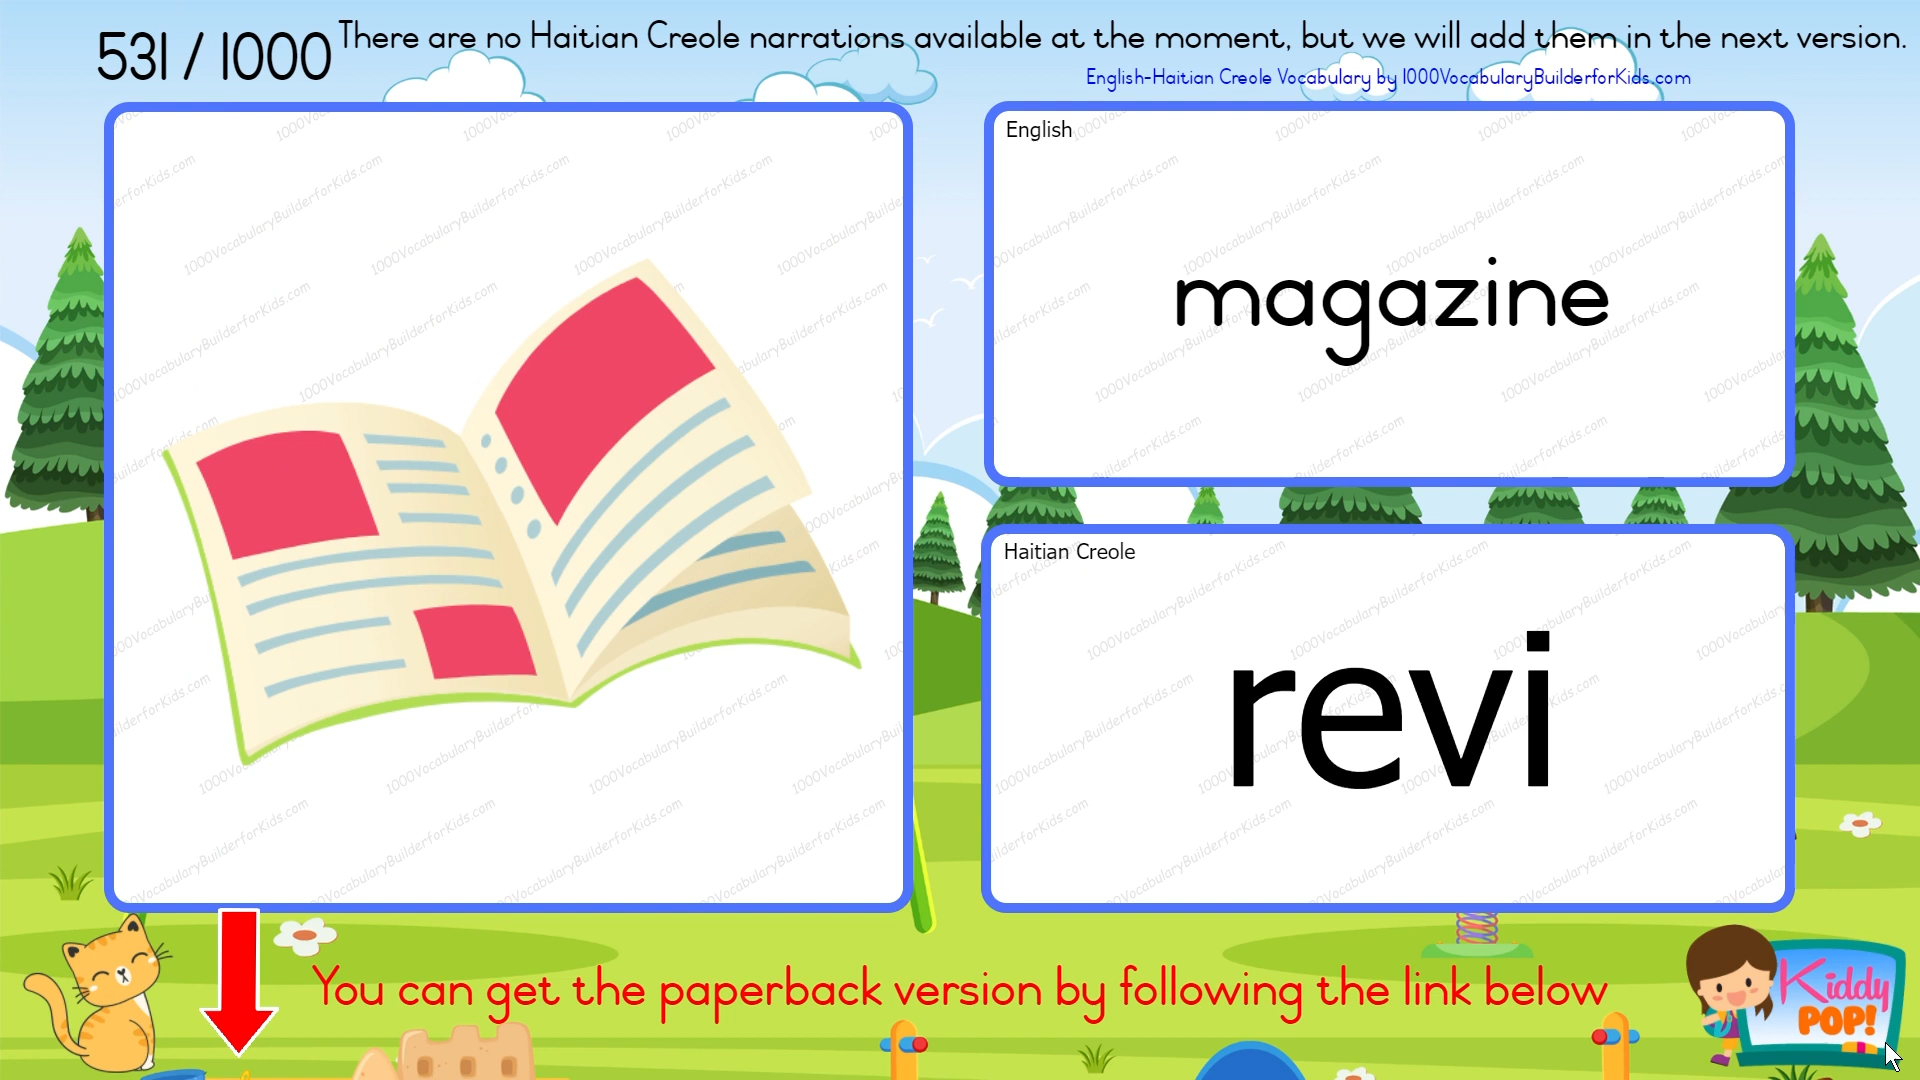 531 / 1000
There are no Haitian Creole narrations available at the moment, but we will add them in the next version.
English-Haitian Creole Vocabulary by 1000VocabularyBuilderforKids.com
English
magazine
Haitian Creole
revi
You can get the paperback version by following the link below
Kiddy
POP!
1000VocabularyBuilderforKids.com